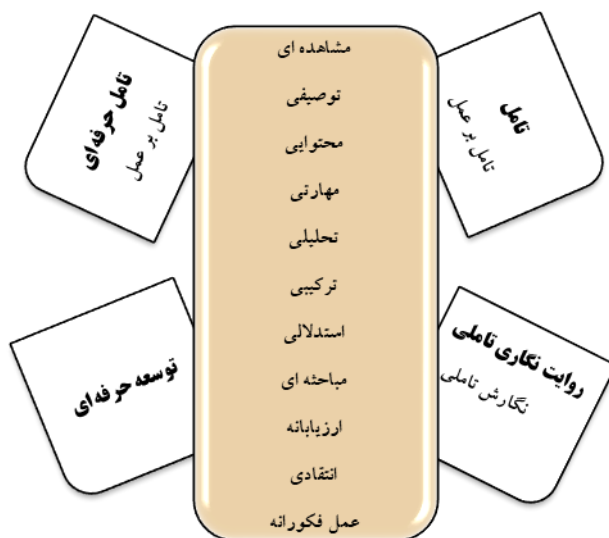 تامل
تامل بر عمل
تامل حرفه‌ای
تامل بر عمل
مشاهده ای
توصیفی
محتوایی
مهارتی
تحلیلی
ترکیبی
استدلالی
مباحثه ای
ارزیابانه
انتقادی
عمل فکورانه
روایت نگاری تاملی
نگارش تاملی
توسعه حرفه‌ای